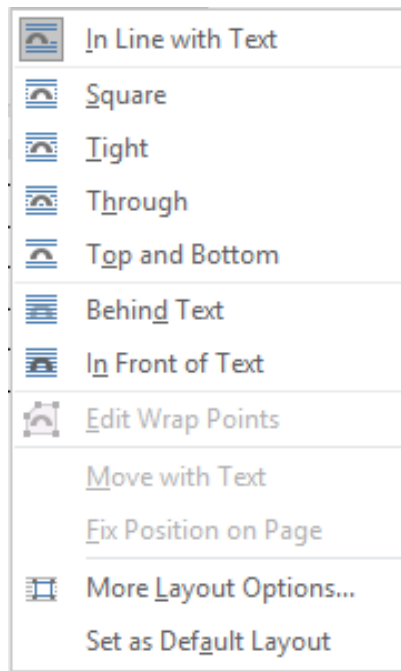 In Line with Text
Square
Tight
Through
Top and Bottom
Behind Text
In Front of Text
Edit Wrap Points
Move with Text
Fix Position on Page
More Layout Options...
Set as Default Layout